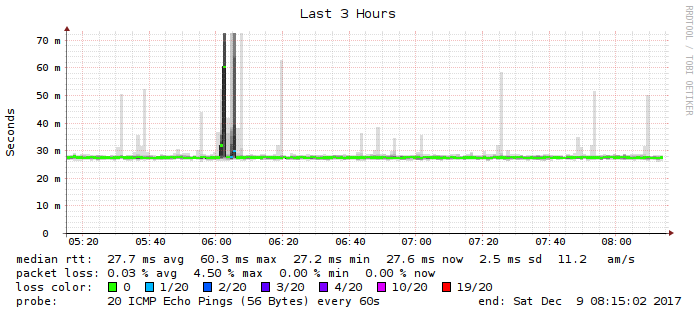 Last 3 Hours
RRDTOOL / TOBI OETIKER
Seconds
70 m
60 m
50 m
40 m
30 m
20 m
10 m
0
05:20 05:40 06:00 06:20 06:40 07:00 07:20 07:40 08:00
median rtt: 27.7 ms avg 60.3 ms max 27.2 ms min 27.6 ms now 2.5 ms sd 11.2 am/s
packet loss: 0.03 % avg 4.50 % max 0.00 % min 0.00 % now
loss color: 0 1/20 2/20 3/20 4/20 10/20 19/20
probe: 20 ICMP Echo Pings (56 Bytes) every 60s end: Sat Dec 9 08:15:02 2017